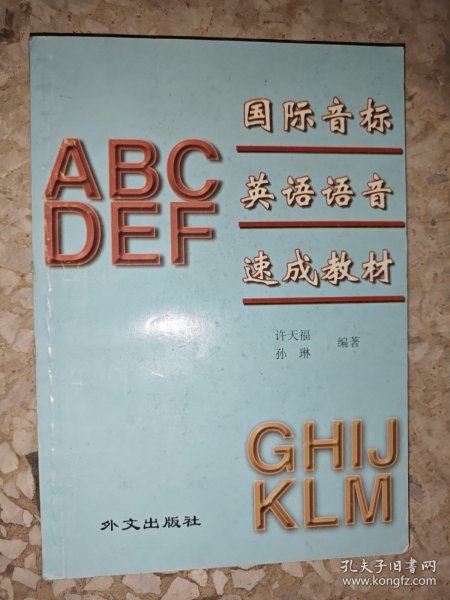 国际音标
ABC
英语语音
DEF
速成教材
许天福
孙琳
编著
GHIJ
KLM
外文出版社
孔夫子旧书网
www.kongfz.com